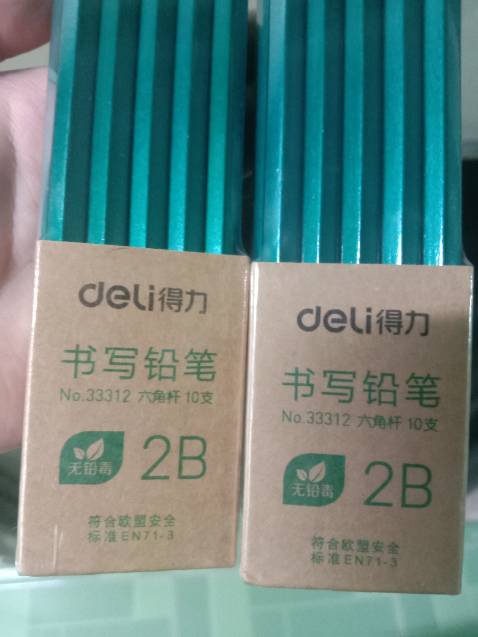 deli得力
书写铅笔
No.33312 六角杆 10支
无铅毒
2B
符合欧盟安全
标准EN71-3
deli得力
书写铅笔
No.33312 六角杆 10支
无铅毒
2B
符合欧盟安全
标准EN71-3